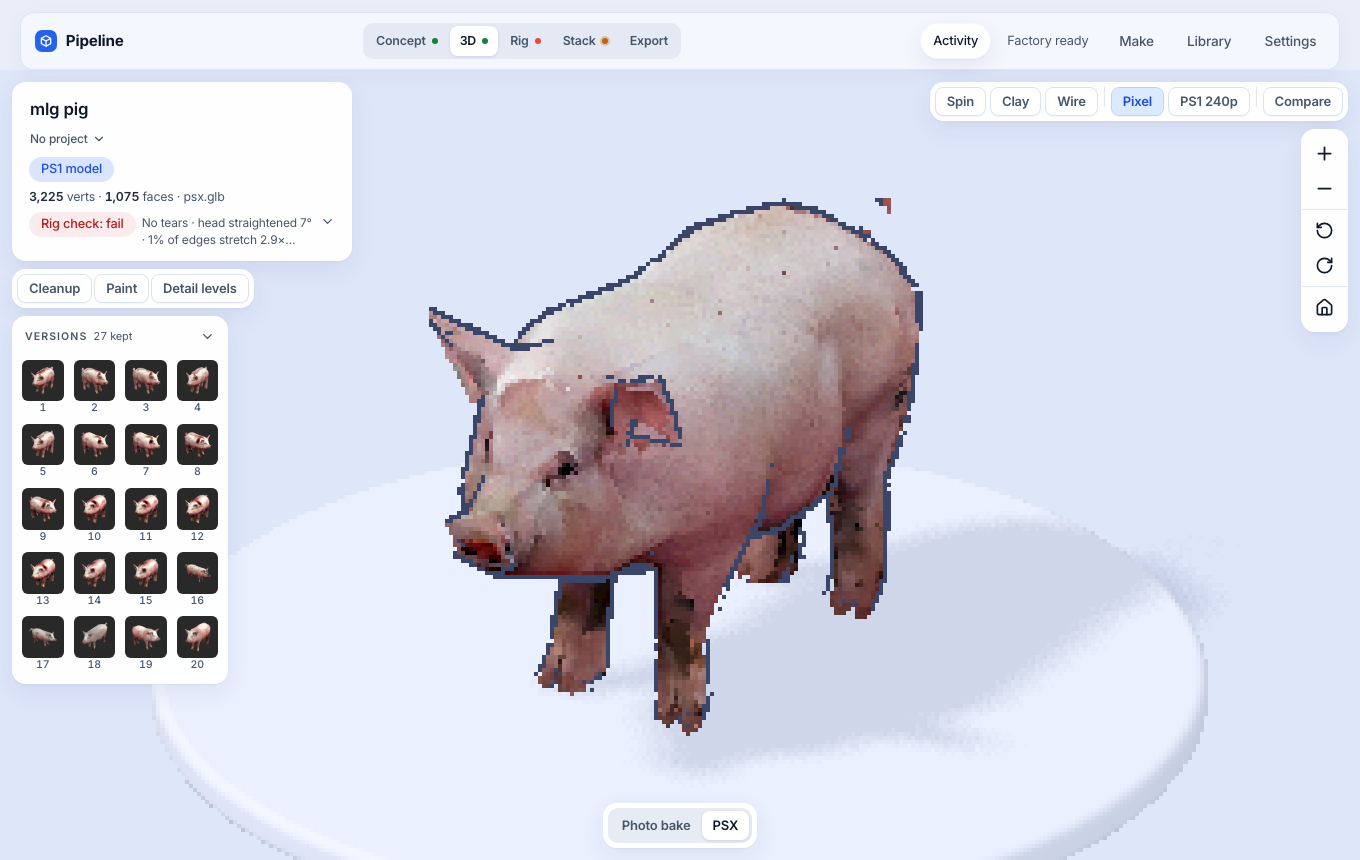 Pipeline
Concept 3D Rig Stack Export
Activity Factory ready Make Library Settings
mlg pig
No project
PS1 model
3,225 verts · 1,075 faces · psx.glb
Rig check: fail No tears · head straightened 7°
· 1% of edges stretch 2.9×...
Spin Clay Wire Pixel PS1 240p Compare
Cleanup Paint Detail levels
VERSIONS 27 kept
1 2 3 4
5 6 7 8
9 10 11 12
13 14 15 16
17 18 19 20
Photo bake PSX